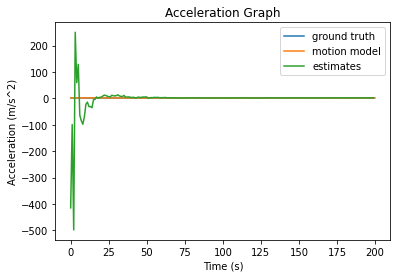 Acceleration Graph
ground truth
motion model
estimates
Acceleration (m/s^2)
200
100
0
−100
−200
−300
−400
−500
0 25 50 75 100 125 150 175 200
Time (s)